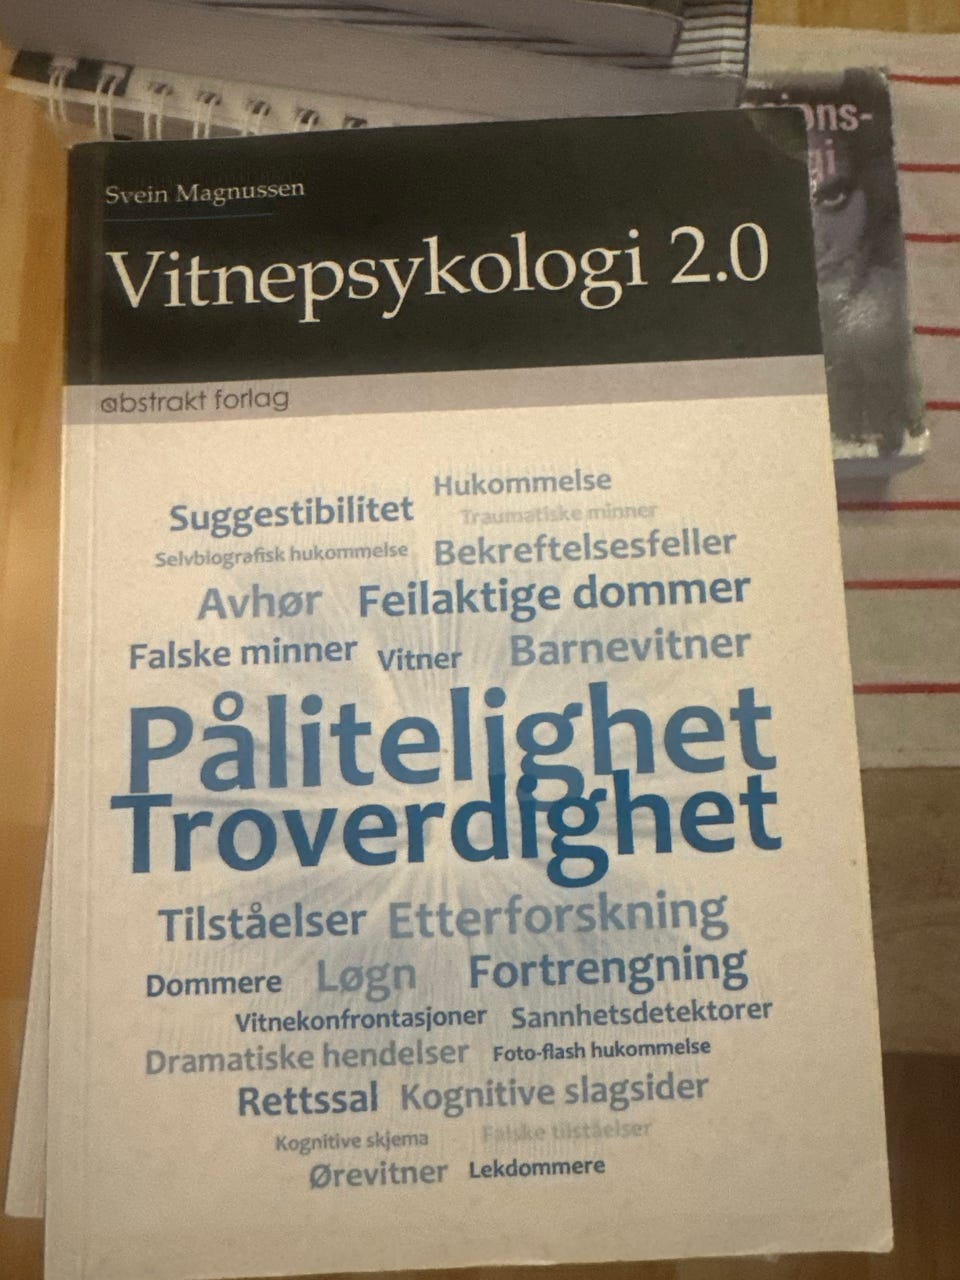 Svein Magnussen
Vitnepsykologi 2.0
abstrakt forlag
Hukommelse
Suggestibilitet
Traumatiske minner
Selvbiografisk hukommelse Bekreftelsesfeller
Avhør Feilaktige dommer
Falske minner Vitner Barnevitner
Pålitelighet
Troverdighet
Tilståelser Etterforskning
Dommere Løgn Fortrengning
Vitnekonfrontasjoner Sannhetsdetektorer
Dramatiske hendelser Foto-flash hukommelse
Rettssal Kognitive slagsider
Kognitive skjema Falske tilståelser
Ørevitner Lekdommere